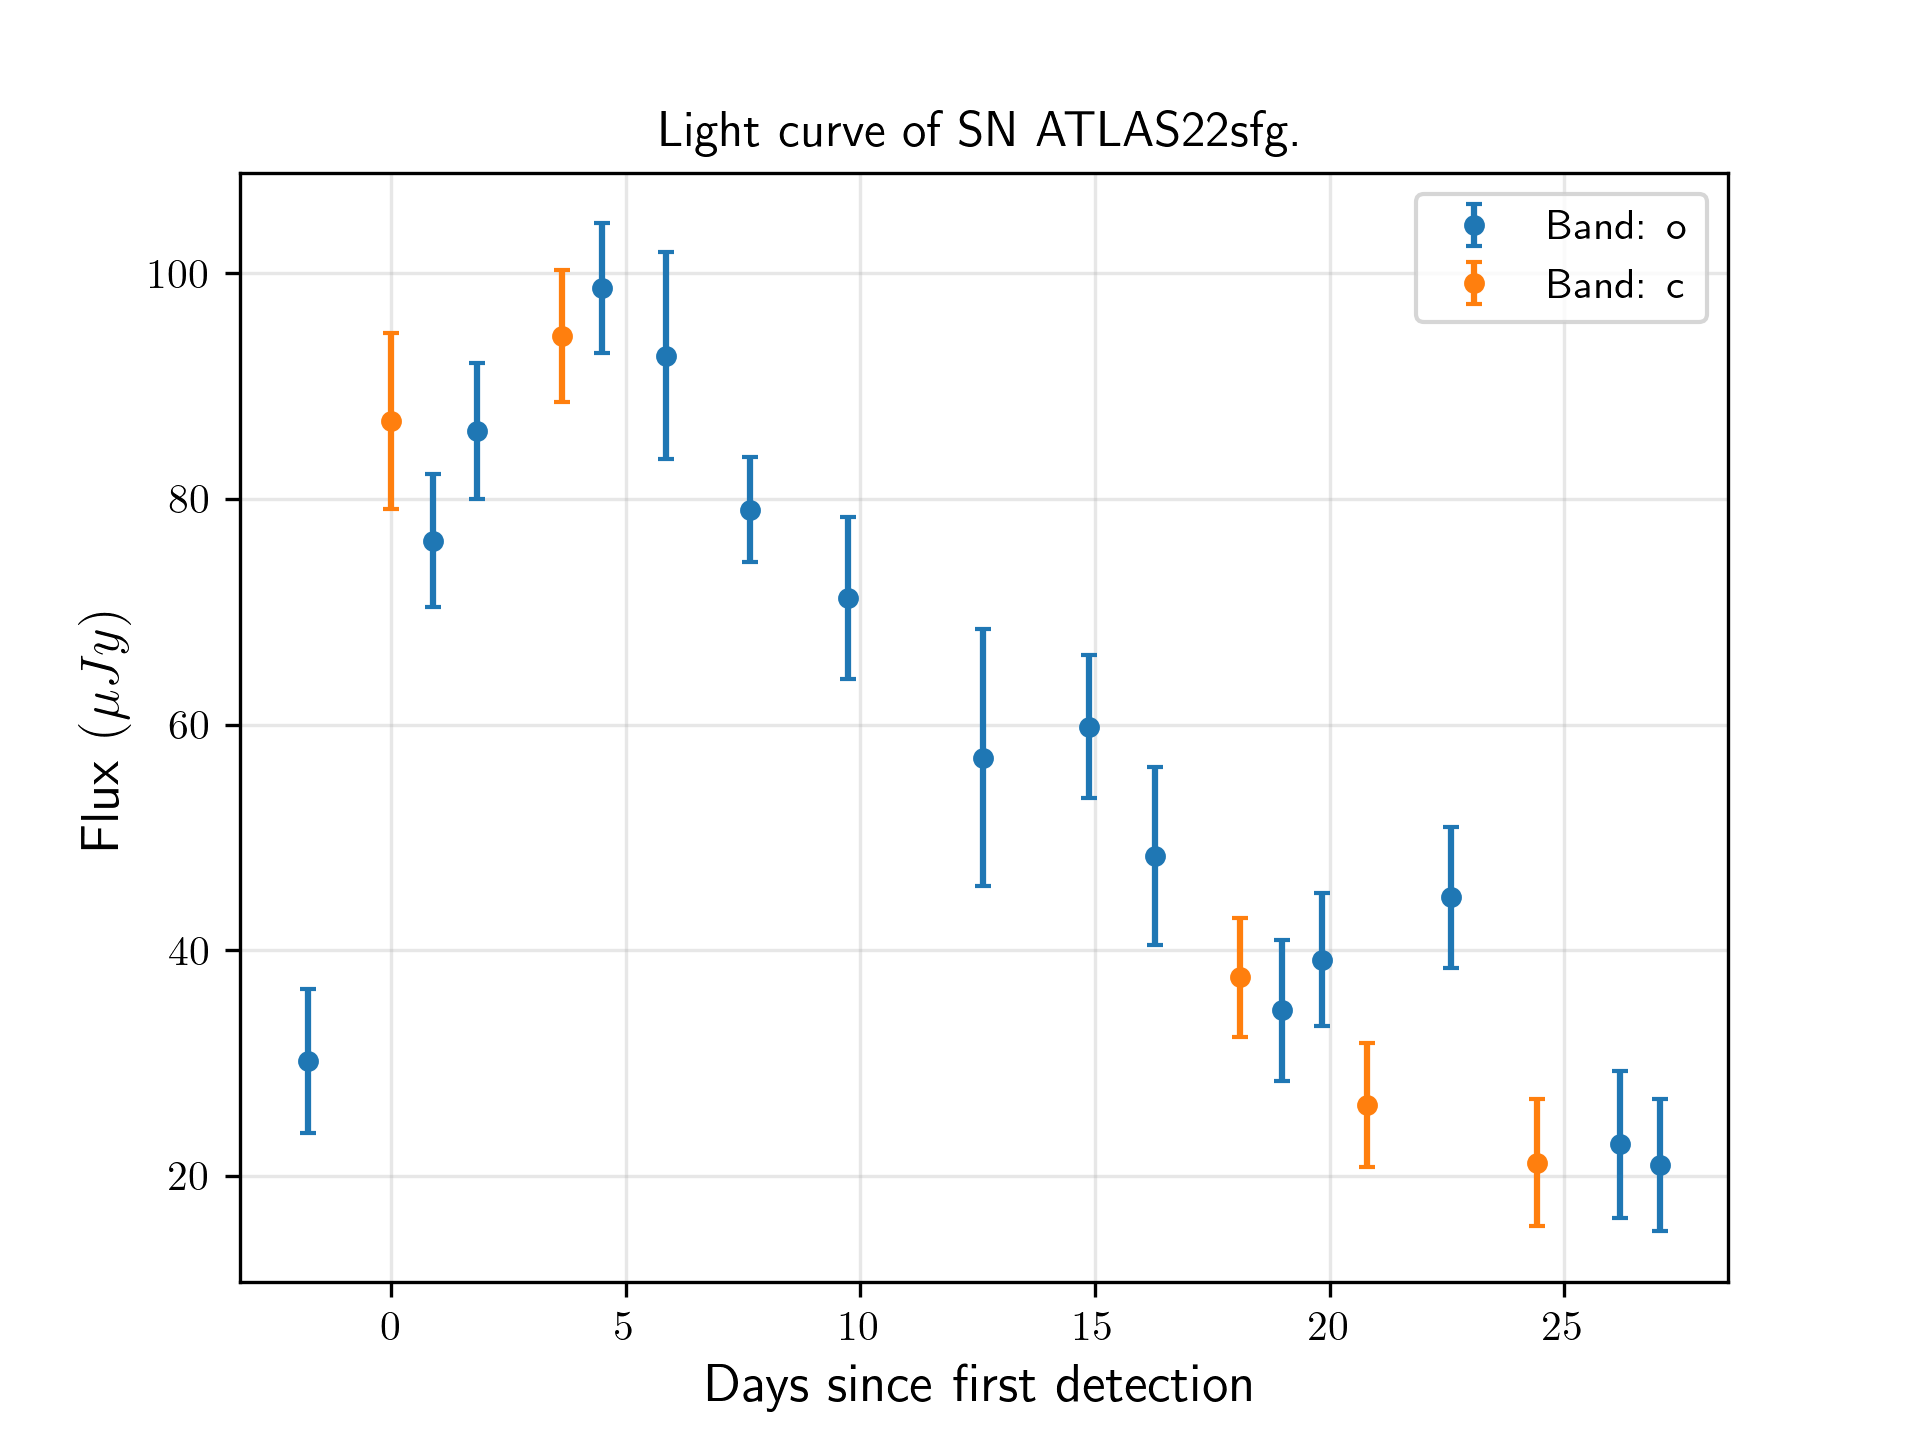 Light curve of SN ATLAS22sfg.
Band: o
Band: c
100
80
60
40
20
Flux (μJy)
0 5 10 15 20 25
Days since first detection